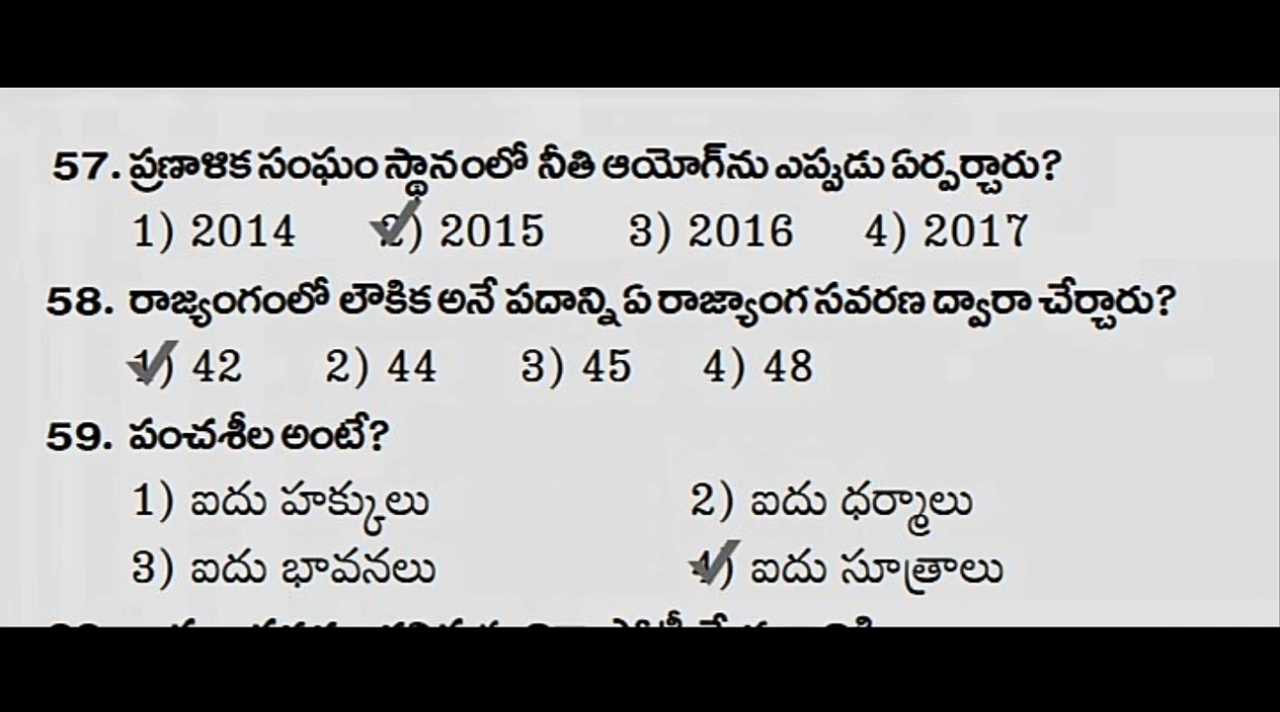 57. ప్రణాళిక సంఘం స్థానంలో నీతి ఆయోగ్‌ను ఎప్పుడు ఏర్పర్చారు?
1) 2014 2) 2015 3) 2016 4) 2017
58. రాజ్యంగంలో లౌకిక అనే పదాన్ని ఏ రాజ్యాంగ సవరణ ద్వారా చేర్చారు?
1) 42 2) 44 3) 45 4) 48
59. పంచశీల అంటే?
1) ఐదు హక్కులు 2) ఐదు ధర్మాలు
3) ఐదు భావనలు 4) ఐదు సూత్రాలు